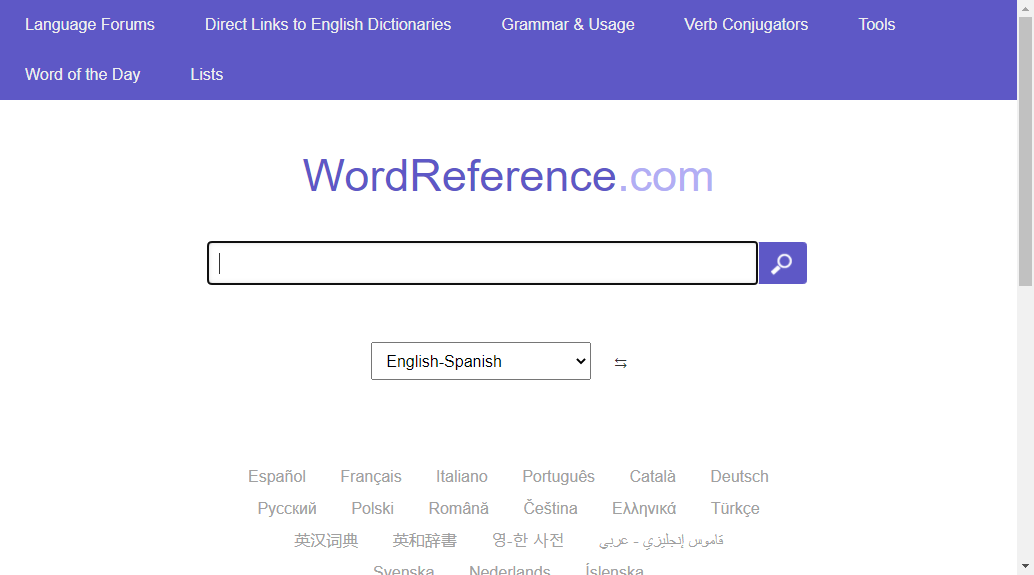 Language Forums Direct Links to English Dictionaries Grammar & Usage Verb Conjugators Tools
Word of the Day Lists
WordReference.com
English-Spanish ⇆
Español Français Italiano Português Català Deutsch
Русский Polski Română Čeština Ελληνικά Türkçe
英汉词典 英和辞書 영-한 사전 قاموس إنجليزي - عربي
Svenska Nederlands Íslenska